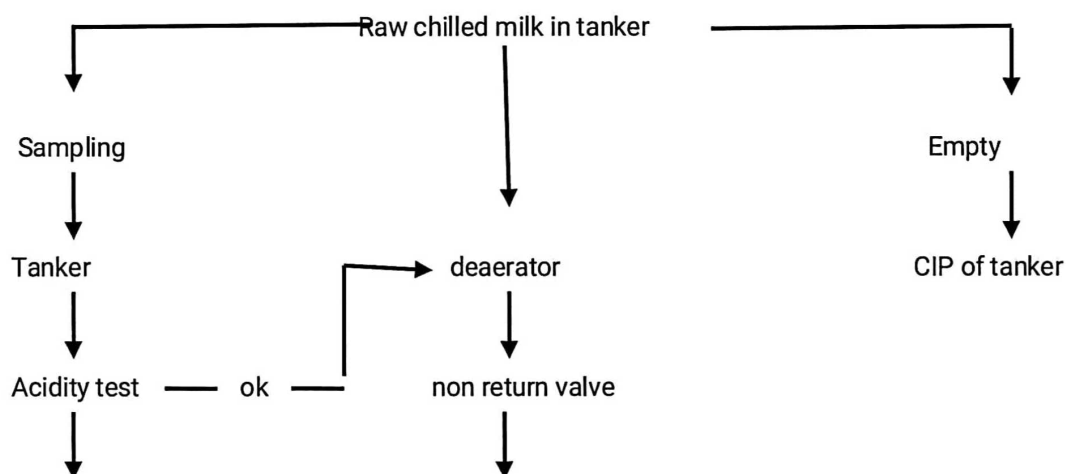 Raw chilled milk in tanker
Sampling
Empty
Tanker
deaerator
CIP of tanker
Acidity test
ok
non return valve